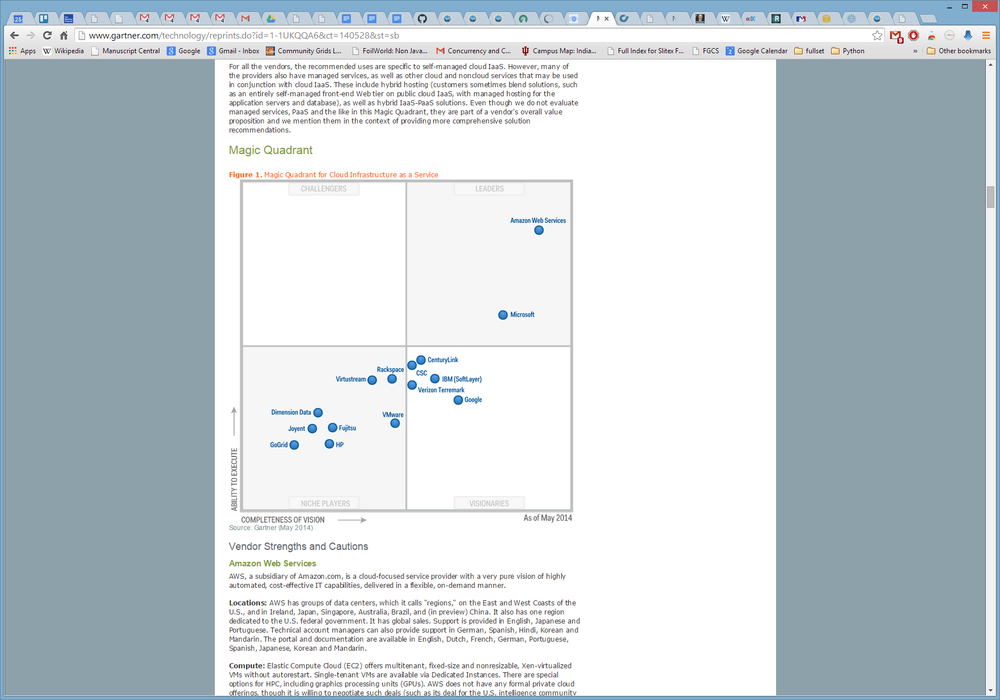 25
4
4
4
4
N
N
W
edX
R
www.gartner.com/technology/reprints.do?id=1-1UKQQA6&ct=140528&st=sb
9
Apps
W Wikipedia
Manuscript Central
8 Google
8 Gmail - Inbox
Community Grids L...
FoilWorld: Non Java...
Concurrency and C...
Campus Map: India...
Full Index for Slitex F...
FGCS
2 Google Calendar
fullset
Python
»
Other bookmarks
For all the vendors, the recommended uses are specific to self-managed cloud IaaS. However, many of
the providers also have managed services, as well as other cloud and noncloud services that may be used
in conjunction with cloud IaaS. These include hybrid hosting (customers sometimes blend solutions, such
as an entirely self-managed front-end Web tier on public cloud IaaS, with managed hosting for the
application servers and database), as well as hybrid IaaS-PaaS solutions. Even though we do not evaluate
managed services, PaaS and the like in this Magic Quadrant, they are part of a vendor's overall value
proposition and we mention them in the context of providing more comprehensive solution
recommendations.
Magic Quadrant
Figure 1. Magic Quadrant for Cloud Infrastructure as a Service
CHALLENGERS
LEADERS
Amazon Web Services
Microsoft
CenturyLink
CSC
Rackspace
Virtustream
IBM (SoftLayer)
Verizon Terremark
Google
Dimension Data
VMware
Joyent
Fujitsu
GoGrid
HP
ABILITY TO EXECUTE
NICHE PLAYERS
VISIONARIES
COMPLETENESS OF VISION
As of May 2014
Source: Gartner (May 2014)
Vendor Strengths and Cautions
Amazon Web Services
AWS, a subsidiary of Amazon.com, is a cloud-focused service provider with a very pure vision of highly
automated, cost-effective IT capabilities, delivered in a flexible, on-demand manner.
Locations: AWS has groups of data centers, which it calls "regions," on the East and West Coasts of the
U.S., and in Ireland, Japan, Singapore, Australia, Brazil, and (in preview) China. It also has one region
dedicated to the U.S. federal government. It has global sales. Support is provided in English, Japanese and
Portuguese. Technical account managers can also provide support in German, Spanish, Hindi, Korean and
Mandarin. The portal and documentation are available in English, Dutch, French, German, Portuguese,
Spanish, Japanese, Korean and Mandarin.
Compute: Elastic Compute Cloud (EC2) offers multitenant, fixed-size and nonresizable, Xen-virtualized
VMs without autorestart. Single-tenant VMs are available via Dedicated Instances. There are special
options for HPC, including graphics processing units (GPUs). AWS does not have any formal private cloud
offerings, though it is willing to negotiate such deals (such as its deal for the U.S. intelligence community